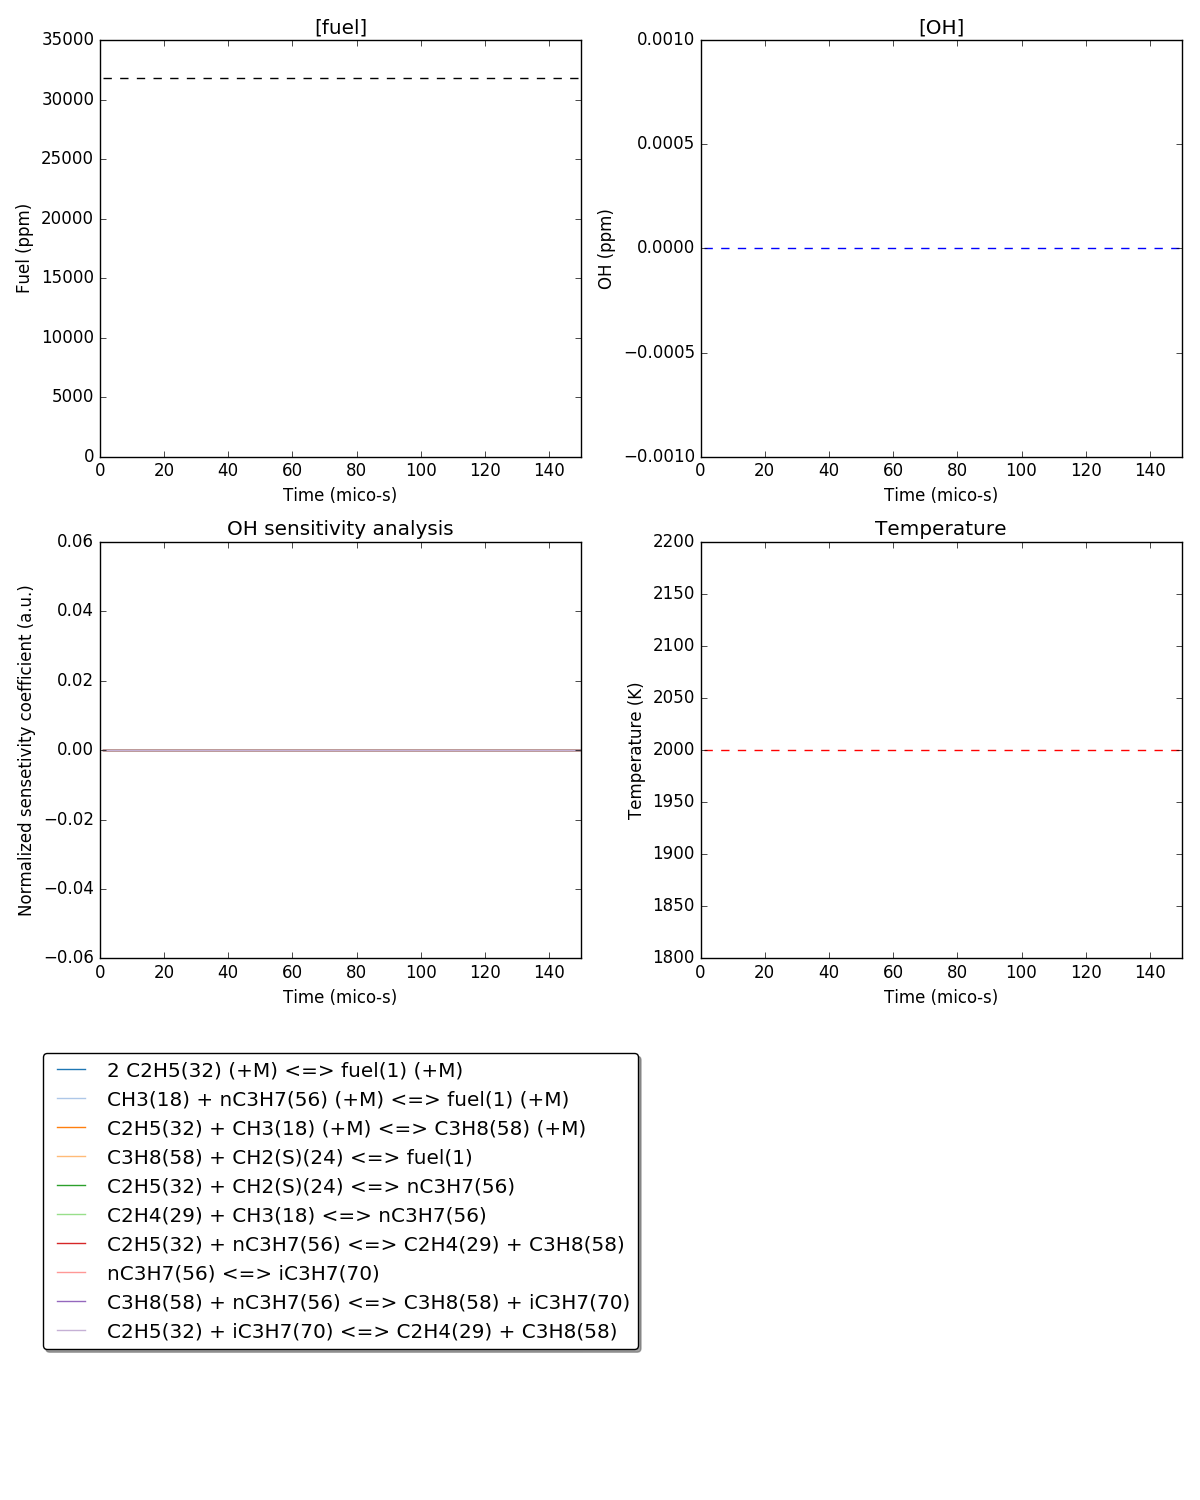 [fuel]
35000
30000
25000
20000
15000
10000
5000
0
Fuel (ppm)
0 20 40 60 80 100 120 140
Time (mico-s)
[OH]
0.0010
0.0005
0.0000
−0.0005
−0.0010
OH (ppm)
0 20 40 60 80 100 120 140
Time (mico-s)
OH sensitivity analysis
0.06
0.04
0.02
0.00
−0.02
−0.04
−0.06
Normalized sensetivity coefficient (a.u.)
0 20 40 60 80 100 120 140
Time (mico-s)
Temperature
2200
2150
2100
2050
2000
1950
1900
1850
1800
Temperature (K)
0 20 40 60 80 100 120 140
Time (mico-s)
2 C2H5(32) (+M) <=> fuel(1) (+M)
CH3(18) + nC3H7(56) (+M) <=> fuel(1) (+M)
C2H5(32) + CH3(18) (+M) <=> C3H8(58) (+M)
C3H8(58) + CH2(S)(24) <=> fuel(1)
C2H5(32) + CH2(S)(24) <=> nC3H7(56)
C2H4(29) + CH3(18) <=> nC3H7(56)
C2H5(32) + nC3H7(56) <=> C2H4(29) + C3H8(58)
nC3H7(56) <=> iC3H7(70)
C3H8(58) + nC3H7(56) <=> C3H8(58) + iC3H7(70)
C2H5(32) + iC3H7(70) <=> C2H4(29) + C3H8(58)